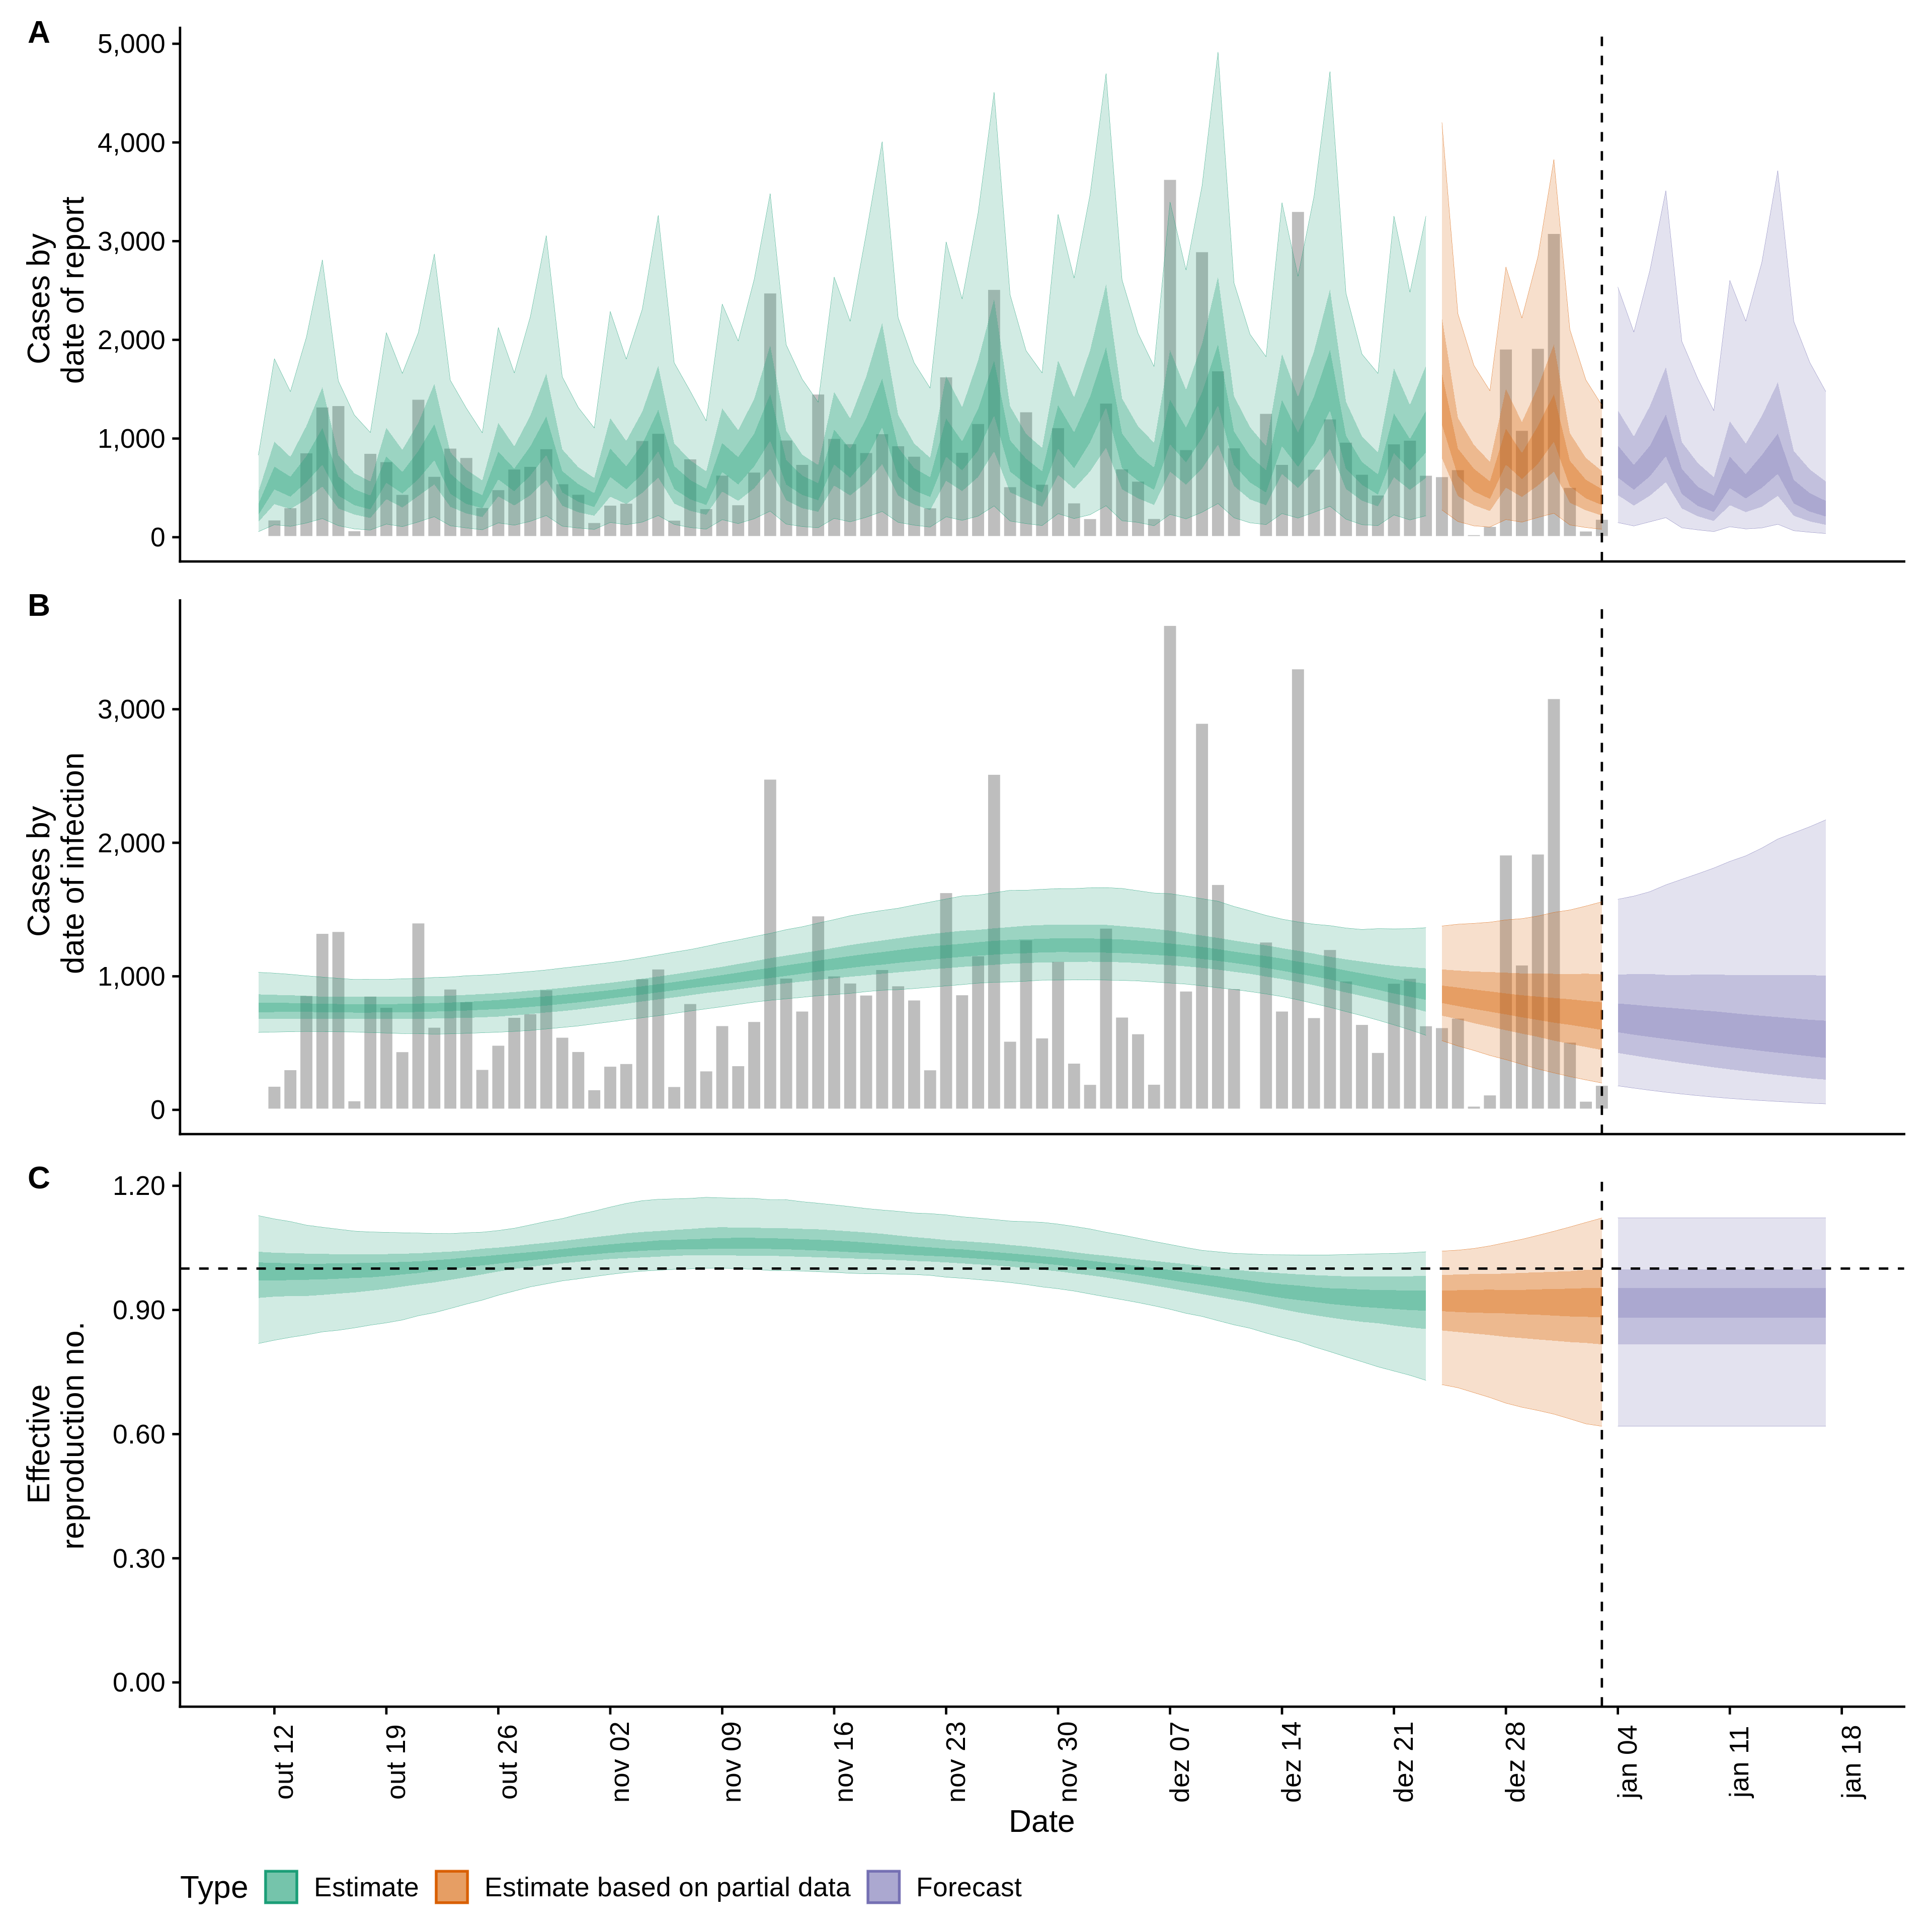 A
5,000
4,000
3,000
2,000
1,000
0
Cases by
date of report
B
3,000
2,000
1,000
0
Cases by
date of infection
C
1.20
0.90
0.60
0.30
0.00
Effective
reproduction no.
out 12
out 19
out 26
nov 02
nov 09
nov 16
nov 23
nov 30
dez 07
dez 14
dez 21
dez 28
jan 04
jan 11
jan 18
Date
Type Estimate Estimate based on partial data Forecast